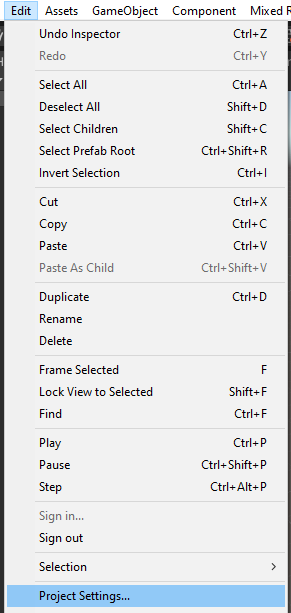 Edit Assets GameObject Component Mixed R
Undo Inspector Ctrl+Z
Redo Ctrl+Y
Select All Ctrl+A
Deselect All Shift+D
Select Children Shift+C
Select Prefab Root Ctrl+Shift+R
Invert Selection Ctrl+I
Cut Ctrl+X
Copy Ctrl+C
Paste Ctrl+V
Paste As Child Ctrl+Shift+V
Duplicate Ctrl+D
Rename
Delete
Frame Selected F
Lock View to Selected Shift+F
Find Ctrl+F
Play Ctrl+P
Pause Ctrl+Shift+P
Step Ctrl+Alt+P
Sign in...
Sign out
Selection >
Project Settings...